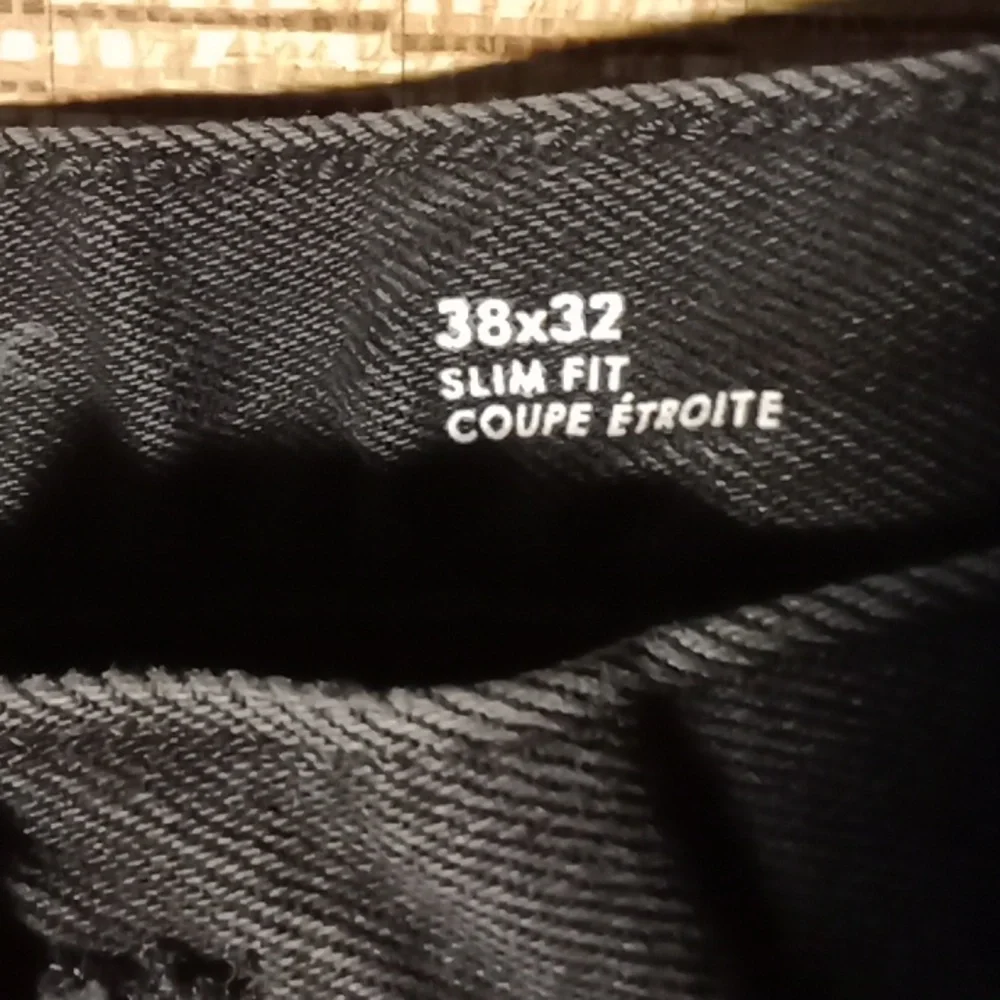 38x32
SLIM FIT
COUPE ÉTROITE